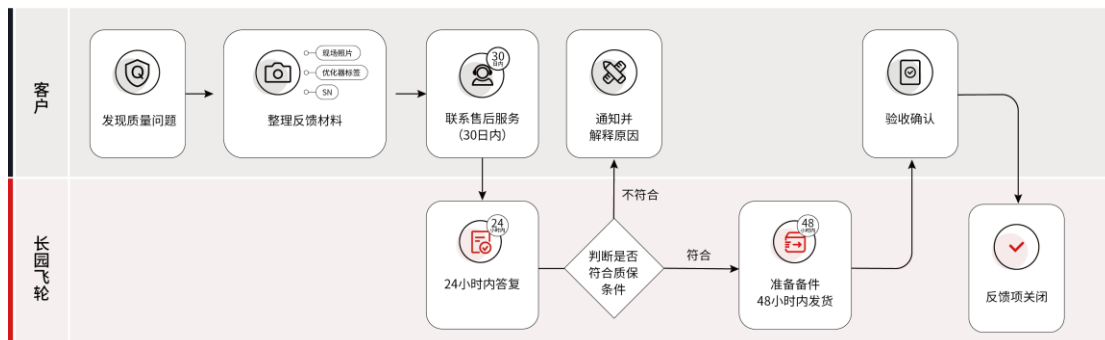 客户
发现质量问题
现场照片
优化器标签
SN
整理反馈材料
30
日内
联系售后服务
（30日内）
通知并
解释原因
验收确认
长园飞轮
24
小时内
24小时内答复
判断是否
符合质保
条件
不符合
符合
48
小时内
准备备件
48小时内发货
反馈项关闭